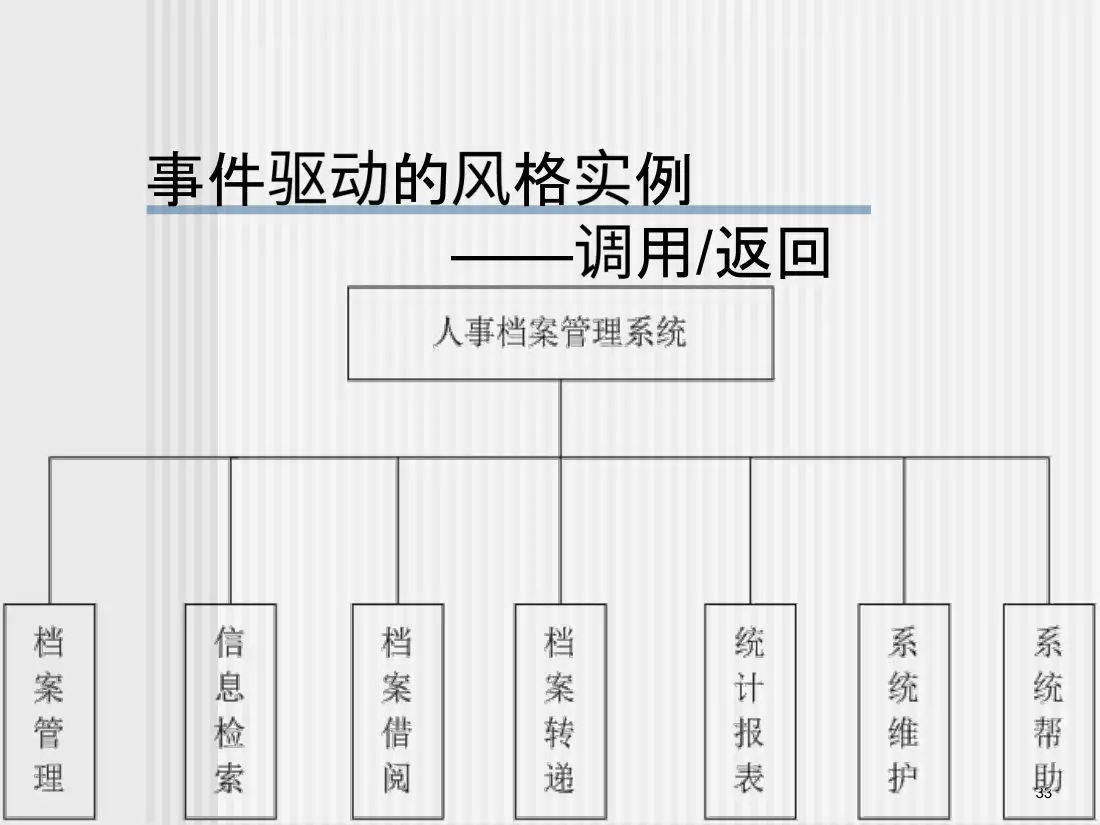 事件驱动的风格实例
——调用/返回
人事档案管理系统
档案管理
信息检索
档案借阅
档案转递
统计报表
系统维护
系统帮助
33